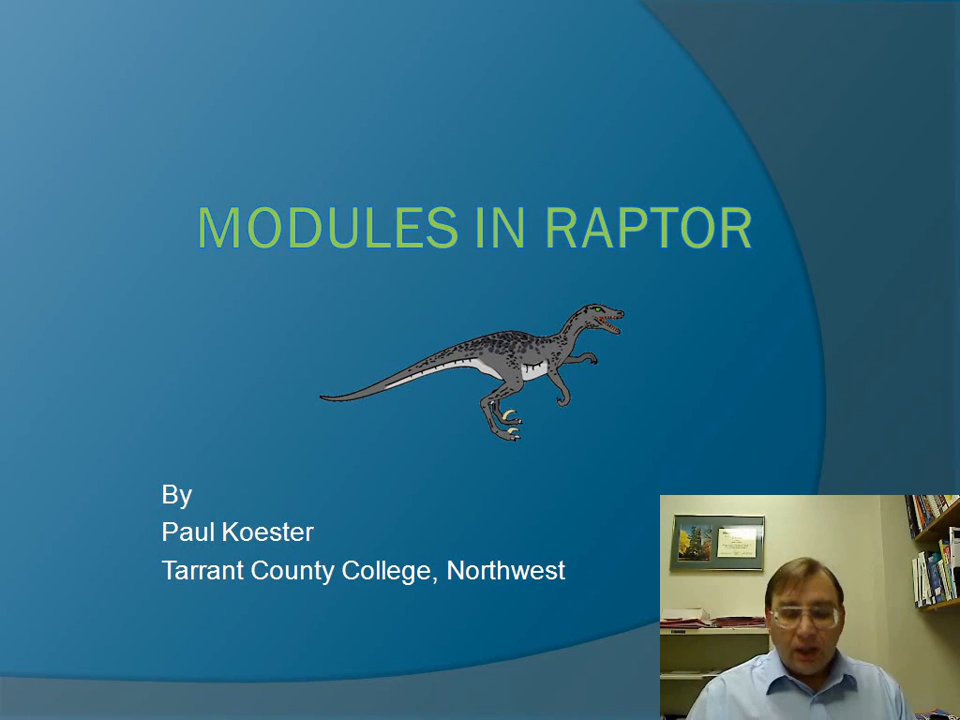 MODULES IN RAPTOR
By
Paul Koester
Tarrant County College, Northwest